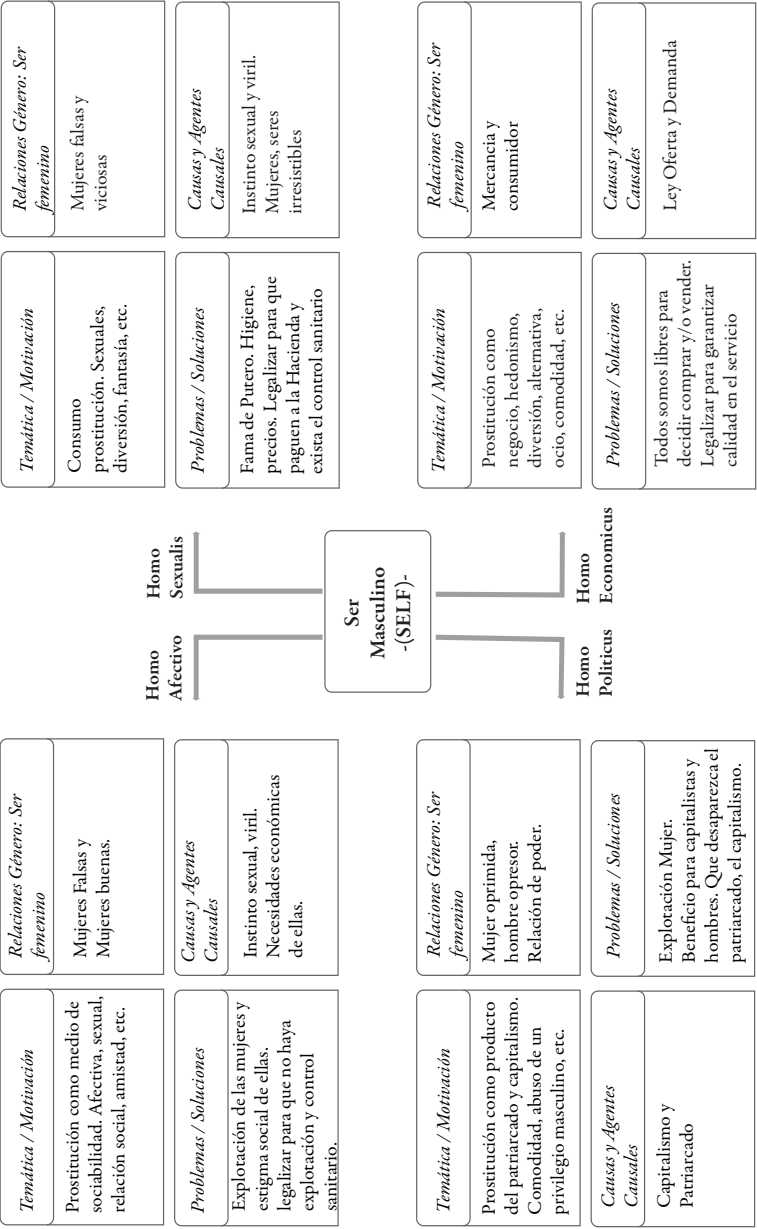 Temática / Motivación
Prostitución como medio de
sociabilidad. Afectiva, sexual,
relación social, amistad, etc.
Relaciones Género: Ser
femenino
Mujeres Falsas y
Mujeres buenas.
Problemas / Soluciones
Explotación de las mujeres y
estigma social de ellas.
legalizar para que no haya
explotación y control
sanitario.
Causas y Agentes
Causales
Instinto sexual, viril.
Necesidades económicas
de ellas.
Homo
Afectivo
Homo
Sexualis
Temática / Motivación
Consumo
prostitución. Sexuales,
diversión, fantasía, etc.
Relaciones Género: Ser
femenino
Mujeres falsas y
viciosas
Problemas / Soluciones
Fama de Putero. Higiene,
precios. Legalizar para que
paguen a la Hacienda y
exista el control sanitario
Causas y Agentes
Causales
Instinto sexual y viril.
Mujeres, seres
irresistibles
Ser
Masculino
-(SELF)-
Temática / Motivación
Prostitución como producto
del patriarcado y capitalismo.
Comodidad, abuso de un
privilegio masculino, etc.
Relaciones Género: Ser
femenino
Mujer oprimida,
hombre opresor.
Relación de poder.
Causas y Agentes
Causales
Capitalismo y
Patriarcado
Problemas / Soluciones
Explotación Mujer.
Beneficio para capitalistas y
hombres. Que desaparezca el
patriarcado, el capitalismo.
Homo
Politicus
Homo
Economicus
Temática / Motivación
Prostitución como
negocio, hedonismo,
diversión, alternativa,
ocio, comodidad, etc.
Relaciones Género: Ser
femenino
Mercancia y
consumidor
Problemas / Soluciones
Todos somos libres para
decidir comprar y/o vender.
Legalizar para garantizar
calidad en el servicio
Causas y Agentes
Causales
Ley Oferta y Demanda